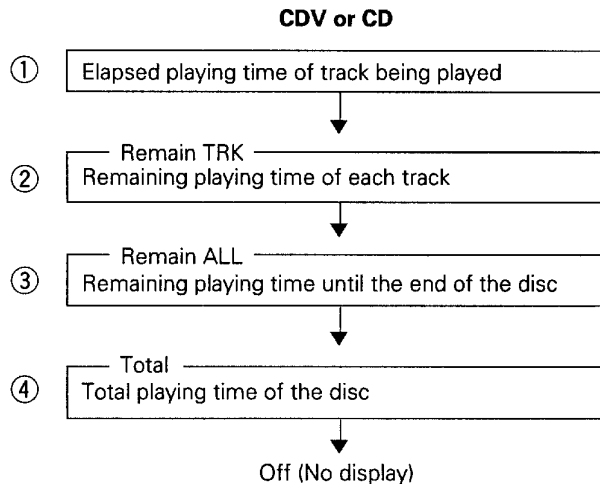 CDV or CD
① Elapsed playing time of track being played
Remain TRK
② Remaining playing time of each track
Remain ALL
③ Remaining playing time until the end of the disc
Total
④ Total playing time of the disc
Off (No display)